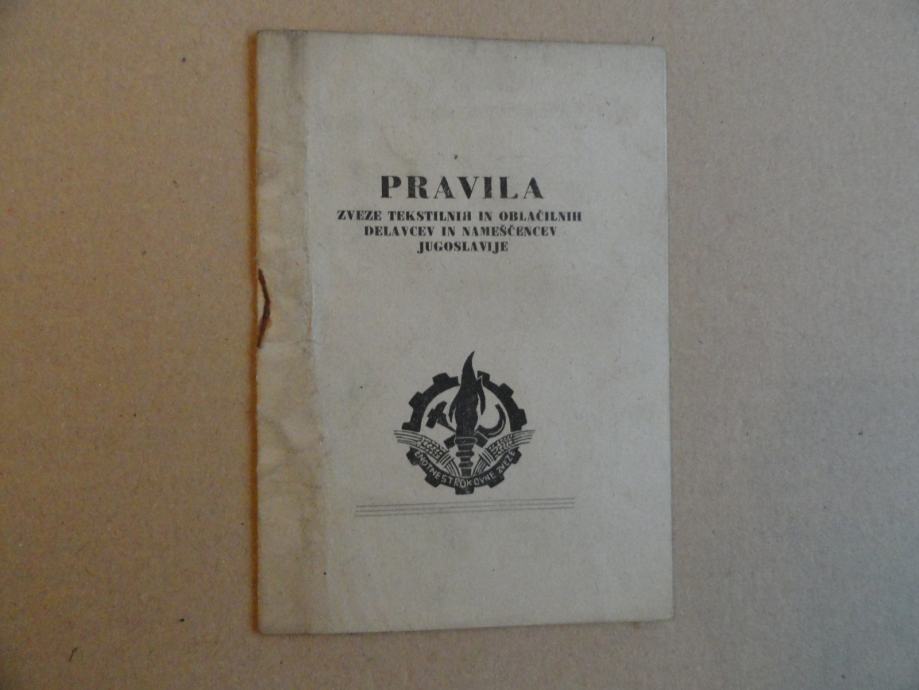 PRAVILA
ZVEZE TEKSTILNIH IN OBLAČILNIH
DELAVCEV IN NAMEŠČENCEV
JUGOSLAVIJE
ENOTNE STROKOVNE ZVEZE